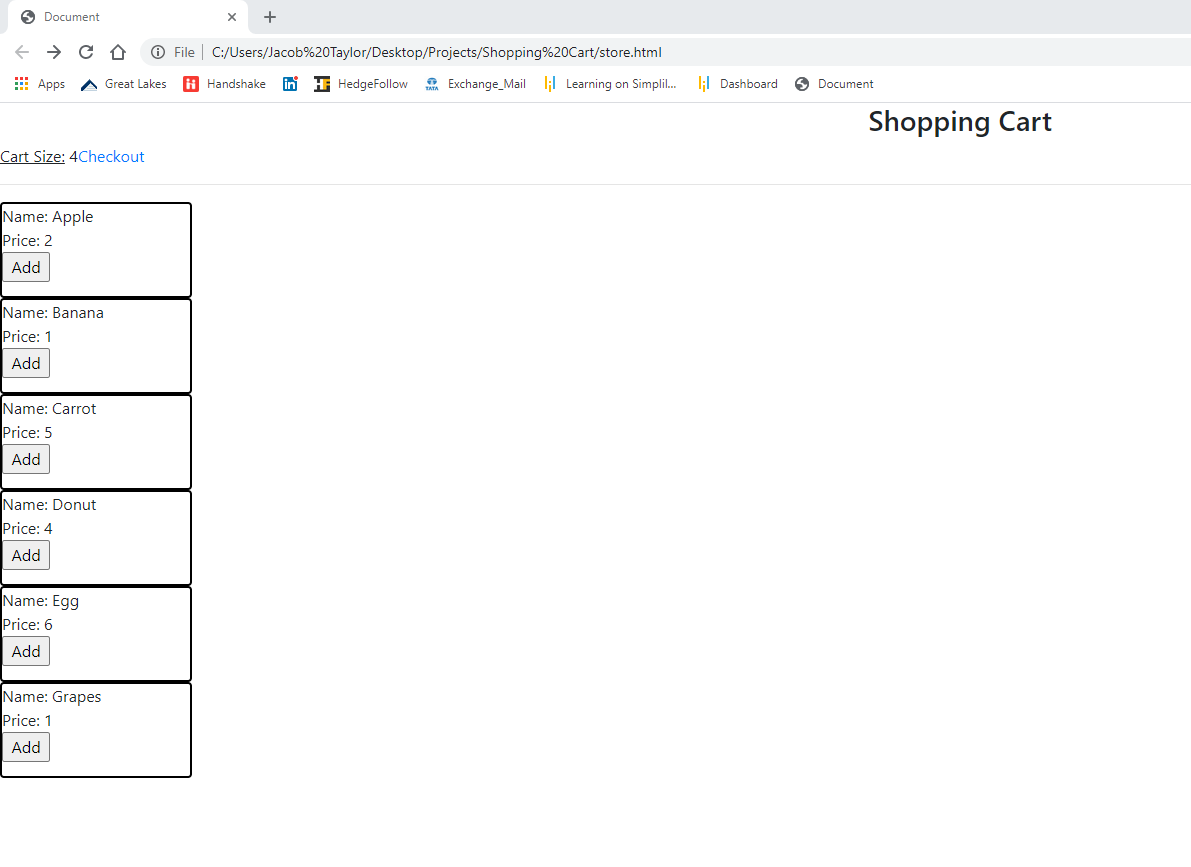 Document
File C:/Users/Jacob%20Taylor/Desktop/Projects/Shopping%20Cart/store.html
Apps Great Lakes Handshake in HedgeFollow TATA Exchange_Mail Learning on Simplil... Dashboard Document
Shopping Cart
Cart Size: 4Checkout
Name: Apple
Price: 2
Add
Name: Banana
Price: 1
Add
Name: Carrot
Price: 5
Add
Name: Donut
Price: 4
Add
Name: Egg
Price: 6
Add
Name: Grapes
Price: 1
Add